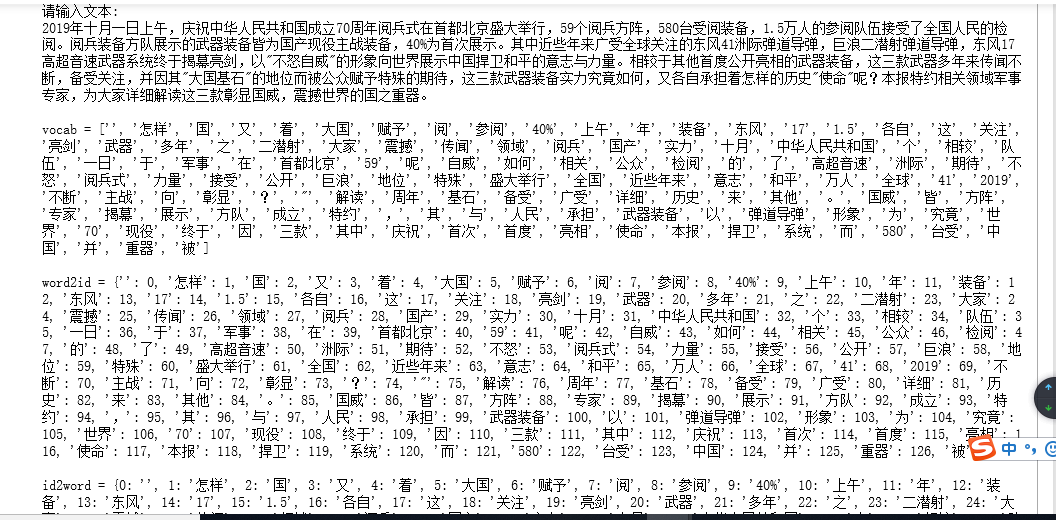 请输入文本:
2019年十月一日上午，庆祝中华人民共和国成立70周年阅兵式在首都北京盛大举行，59个阅兵方阵，580台受阅装备，1.5万人的参阅队伍接受了全国人民的检
阅。阅兵装备方队展示的武器装备皆为国产现役主战装备，40%为首次展示。其中近些年来广受全球关注的东风41洲际弹道导弹，巨浪二潜射弹道导弹，东风17
高超音速武器系统终于揭幕亮剑，以"不怒自威"的形象向世界展示中国捍卫和平的意志与力量。相较于其他首度公开亮相的武器装备，这三款武器多年来传闻不
断，备受关注，并因其"大国基石"的地位而被公众赋予特殊的期待，这三款武器装备实力究竟如何，又各自承担着怎样的历史"使命"呢？本报特约相关领域军事
专家，为大家详细解读这三款彰显国威，震撼世界的国之重器。
vocab = ['', '怎样', '国', '又', '着', '大国', '赋予', '阅', '参阅', '40%', '上午', '年', '装备', '东风', '17', '1.5', '各自', '这', '关注',
'亮剑', '武器', '多年', '之', '二潜射', '大家', '震撼', '传闻', '领域', '阅兵', '国产', '实力', '十月', '中华人民共和国', '个', '相较', '队
伍', '一日', '于', '军事', '在', '首都北京', '59', '呢', '自威', '如何', '相关', '公众', '检阅', '的', '了', '高超音速', '洲际', '期待', '不
怒', '阅兵式', '力量', '接受', '公开', '巨浪', '地位', '特殊', '盛大举行', '全国', '近些年来', '意志', '和平', '万人', '全球', '41', '2019',
'不断', '主战', '向', '彰显', '？', '"', '解读', '周年', '基石', '备受', '广受', '详细', '历史', '来', '其他', '。', '国威', '皆', '方阵',
'专家', '揭幕', '展示', '方队', '成立', '特约', '，', '其', '与', '人民', '承担', '武器装备', '以', '弹道导弹', '形象', '为', '究竟', '世
界', '70', '现役', '终于', '因', '三款', '其中', '庆祝', '首次', '首度', '亮相', '使命', '本报', '捍卫', '系统', '而', '580', '台受', '中
国', '并', '重器', '被']
word2id = {'': 0, '怎样': 1, '国': 2, '又': 3, '着': 4, '大国': 5, '赋予': 6, '阅': 7, '参阅': 8, '40%': 9, '上午': 10, '年': 11, '装备': 1
2, '东风': 13, '17': 14, '1.5': 15, '各自': 16, '这': 17, '关注': 18, '亮剑': 19, '武器': 20, '多年': 21, '之': 22, '二潜射': 23, '大家': 2
4, '震撼': 25, '传闻': 26, '领域': 27, '阅兵': 28, '国产': 29, '实力': 30, '十月': 31, '中华人民共和国': 32, '个': 33, '相较': 34, '队伍': 3
5, '一日': 36, '于': 37, '军事': 38, '在': 39, '首都北京': 40, '59': 41, '呢': 42, '自威': 43, '如何': 44, '相关': 45, '公众': 46, '检阅': 4
7, '的': 48, '了': 49, '高超音速': 50, '洲际': 51, '期待': 52, '不怒': 53, '阅兵式': 54, '力量': 55, '接受': 56, '公开': 57, '巨浪': 58, '地
位': 59, '特殊': 60, '盛大举行': 61, '全国': 62, '近些年来': 63, '意志': 64, '和平': 65, '万人': 66, '全球': 67, '41': 68, '2019': 69, '不
断': 70, '主战': 71, '向': 72, '彰显': 73, '？': 74, '"': 75, '解读': 76, '周年': 77, '基石': 78, '备受': 79, '广受': 80, '详细': 81, '历
史': 82, '来': 83, '其他': 84, '。': 85, '国威': 86, '皆': 87, '方阵': 88, '专家': 89, '揭幕': 90, '展示': 91, '方队': 92, '成立': 93, '特
约': 94, '，': 95, '其': 96, '与': 97, '人民': 98, '承担': 99, '武器装备': 100, '以': 101, '弹道导弹': 102, '形象': 103, '为': 104, '究竟':
105, '世界': 106, '70': 107, '现役': 108, '终于': 109, '因': 110, '三款': 111, '其中': 112, '庆祝': 113, '首次': 114, '首度': 115, '亮相': 1
16, '使命': 117, '本报': 118, '捍卫': 119, '系统': 120, '而': 121, '580': 122, '台受': 123, '中国': 124, '并': 125, '重器': 126, '被
中
id2word = {0: '', 1: '怎样', 2: '国', 3: '又', 4: '着', 5: '大国', 6: '赋予', 7: '阅', 8: '参阅', 9: '40%', 10: '上午', 11: '年', 12: '装
备', 13: '东风', 14: '17', 15: '1.5', 16: '各自', 17: '这', 18: '关注', 19: '亮剑', 20: '武器', 21: '多年', 22: '之', 23: '二潜射', 24: '大